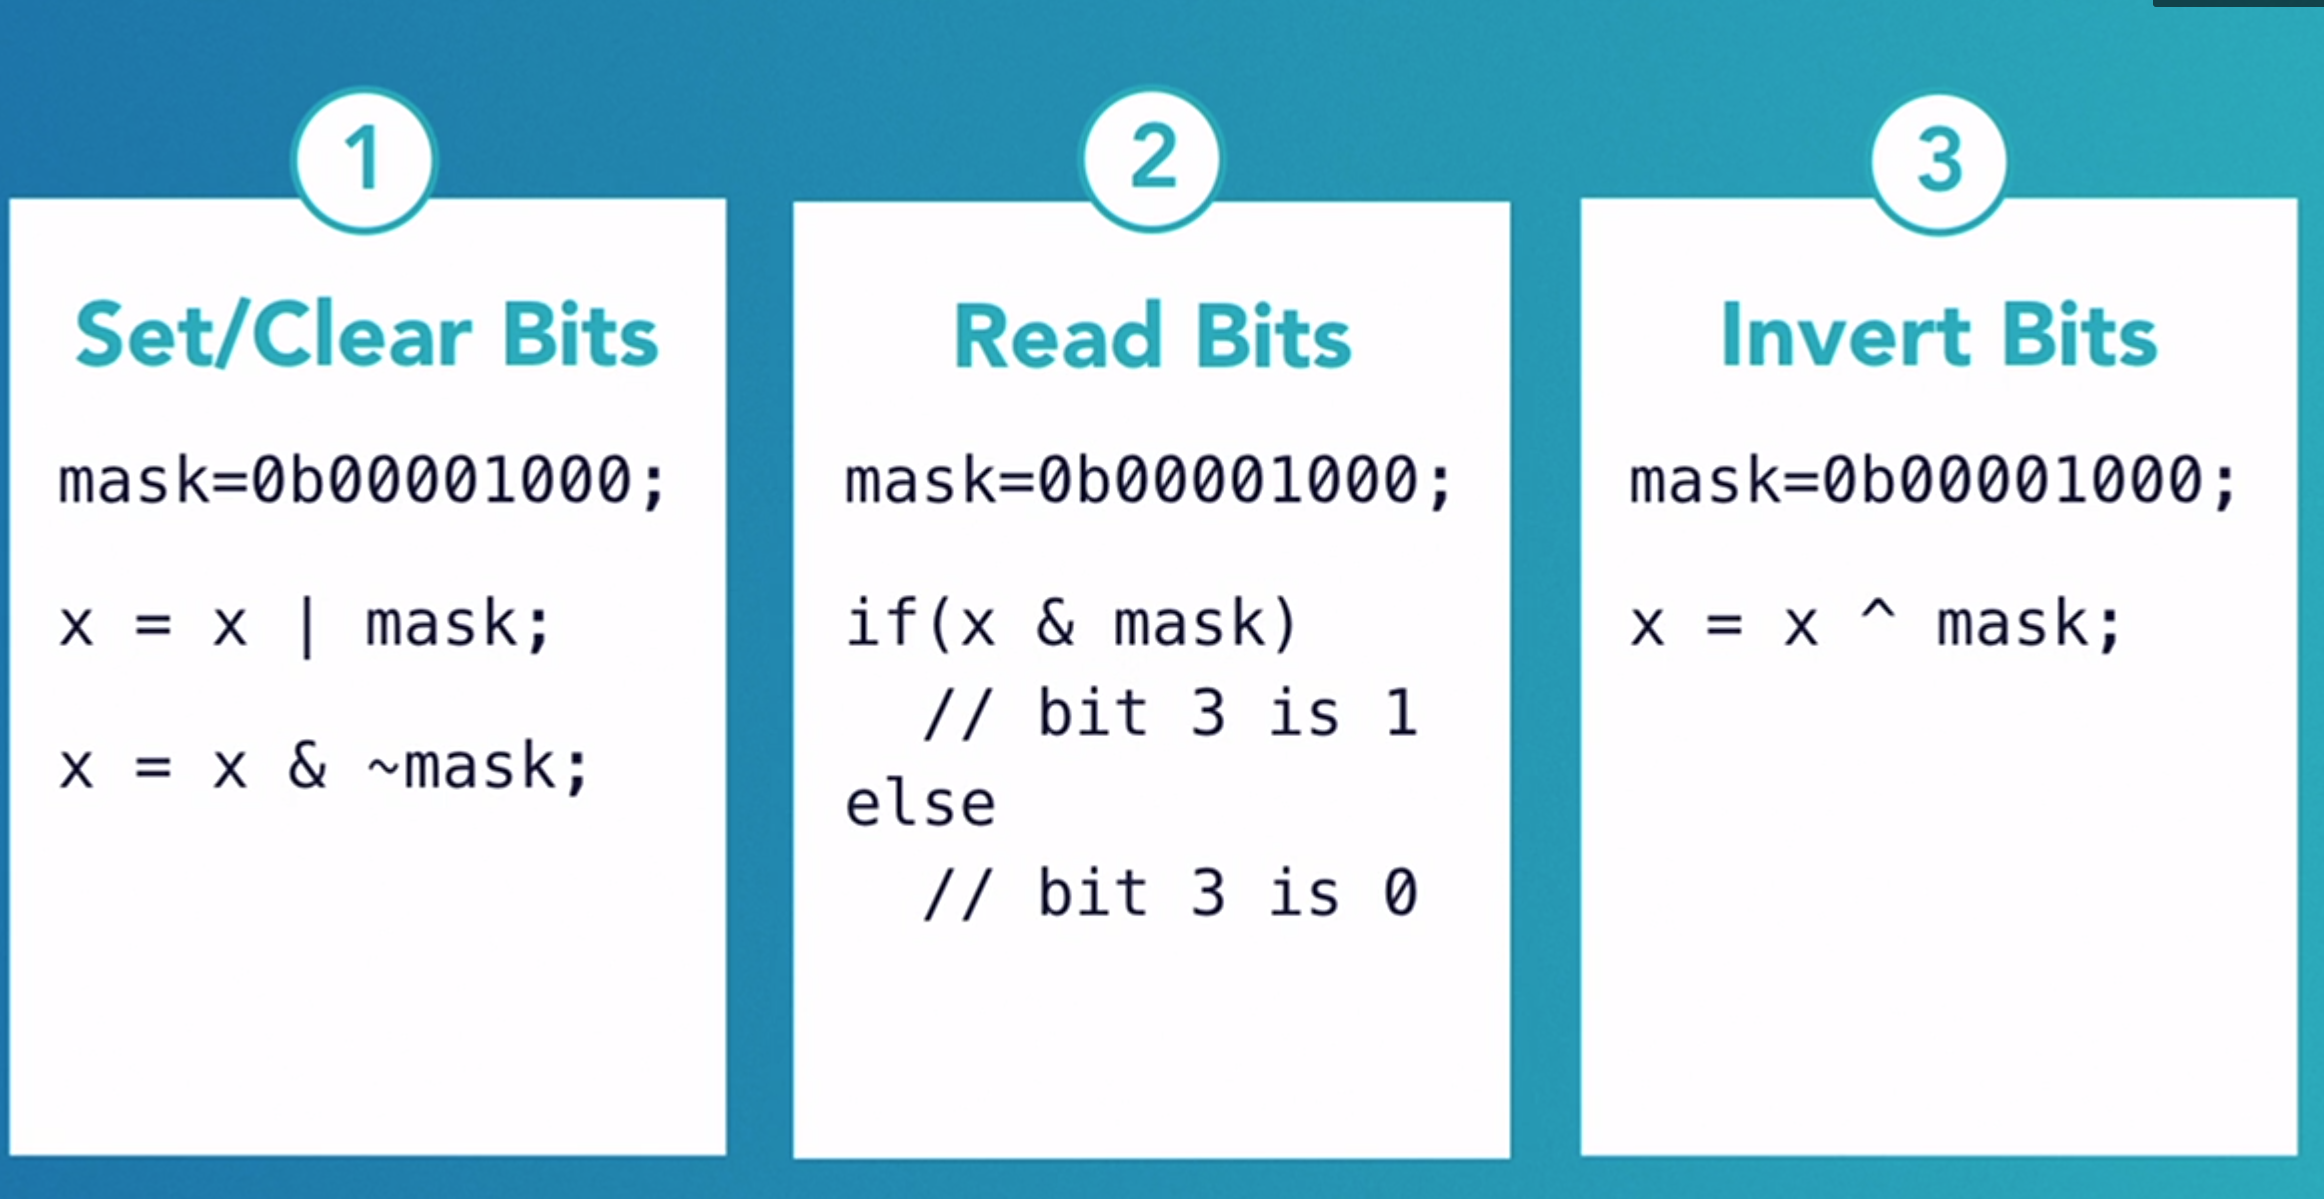 1
Set/Clear Bits
mask=0b00001000;
x = x | mask;
x = x & ~mask;
2
Read Bits
mask=0b00001000;
if(x & mask)
  // bit 3 is 1
else
  // bit 3 is 0
3
Invert Bits
mask=0b00001000;
x = x ^ mask;